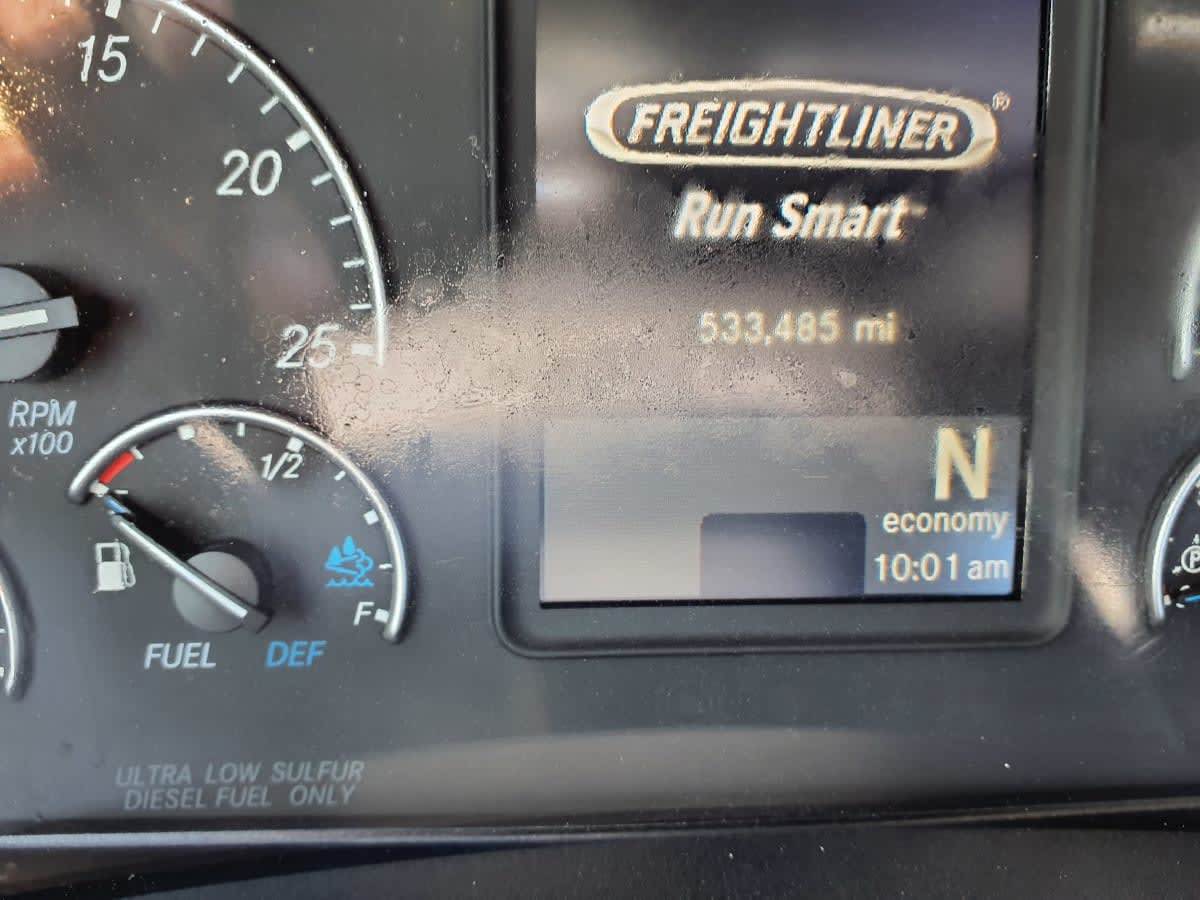 15
20
25
RPM
x100
1/2
F
FUEL DEF
ULTRA LOW SULFUR
DIESEL FUEL ONLY
FREIGHTLINER®
Run Smart™
533,485 mi
N
economy
10:01 am